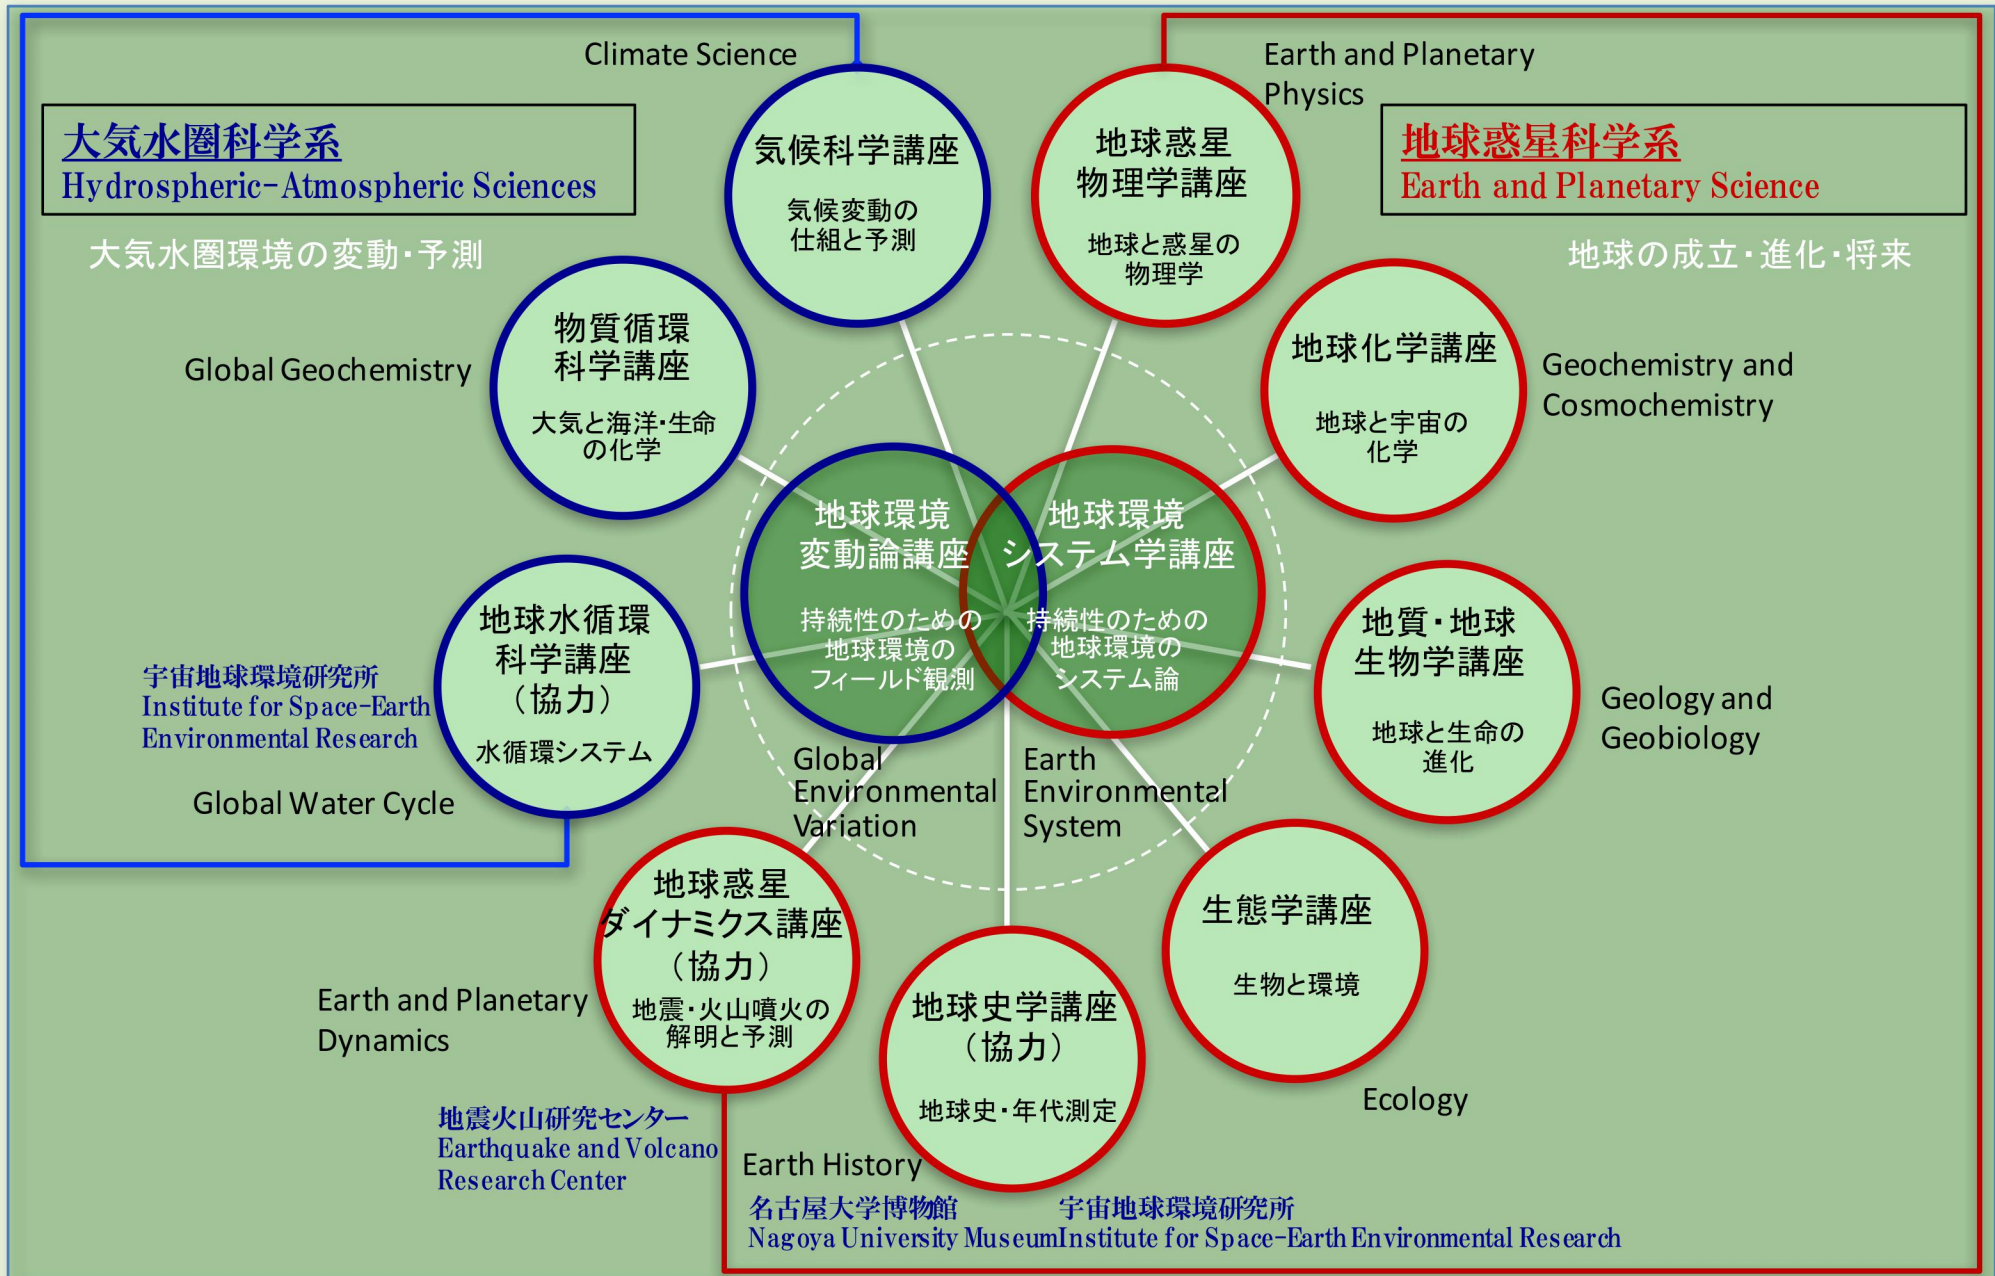 Climate Science
Earth and Planetary
Physics
大気水圏科学系
Hydrospheric-Atmospheric Sciences
大気水圏環境の変動・予測
気候科学講座
気候変動の
仕組と予測
地球惑星
物理学講座
地球と惑星の
物理学
地球惑星科学系
Earth and Planetary Science
地球の成立・進化・将来
Global Geochemistry
物質循環
科学講座
大気と海洋・生命
の化学
地球化学講座
地球と宇宙の
化学
Geochemistry and
Cosmochemistry
地球環境
変動論講座
持続性のための
地球環境の
フィールド観測
地球環境
システム学講座
持続性のための
地球環境の
システム論
宇宙地球環境研究所
Institute for Space-Earth
Environmental Research
Global Water Cycle
地球水循環
科学講座
（協力）
水循環システム
地質・地球
生物学講座
地球と生命の
進化
Geology and
Geobiology
Global
Environmental
Variation
Earth
Environmental
System
Earth and Planetary
Dynamics
地球惑星
ダイナミクス講座
（協力）
地震・火山噴火の
解明と予測
地球史学講座
（協力）
地球史・年代測定
生態学講座
生物と環境
Ecology
地震火山研究センター
Earthquake and Volcano
Research Center
Earth History
名古屋大学博物館
Nagoya University Museum
宇宙地球環境研究所
Institute for Space-Earth Environmental Research